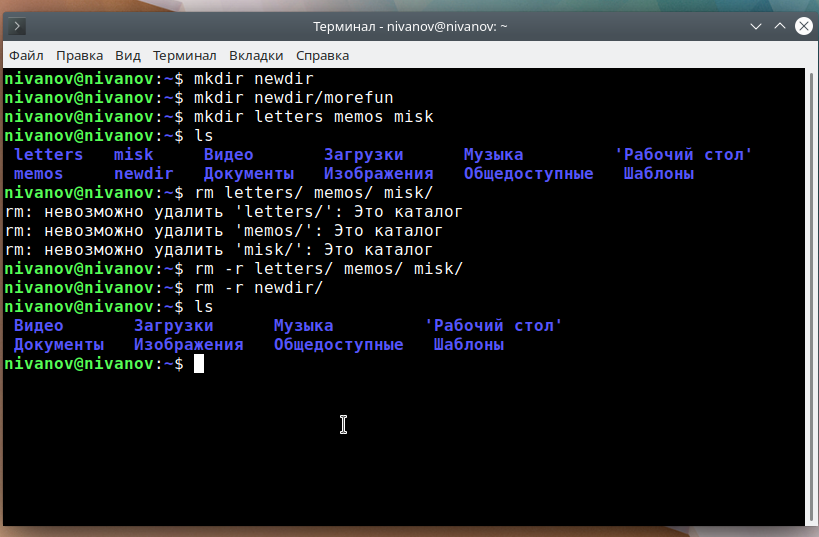 Терминал - nivanov@nivanov: ~
Файл Правка Вид Терминал Вкладки Справка
nivanov@nivanov:~$ mkdir newdir
nivanov@nivanov:~$ mkdir newdir/morefun
nivanov@nivanov:~$ mkdir letters memos misk
nivanov@nivanov:~$ ls
letters misk Видео Загрузки Музыка 'Рабочий стол'
memos newdir Документы Изображения Общедоступные Шаблоны
nivanov@nivanov:~$ rm letters/ memos/ misk/
rm: невозможно удалить 'letters/': Это каталог
rm: невозможно удалить 'memos/': Это каталог
rm: невозможно удалить 'misk/': Это каталог
nivanov@nivanov:~$ rm -r letters/ memos/ misk/
nivanov@nivanov:~$ rm -r newdir/
nivanov@nivanov:~$ ls
Видео Загрузки Музыка 'Рабочий стол'
Документы Изображения Общедоступные Шаблоны
nivanov@nivanov:~$